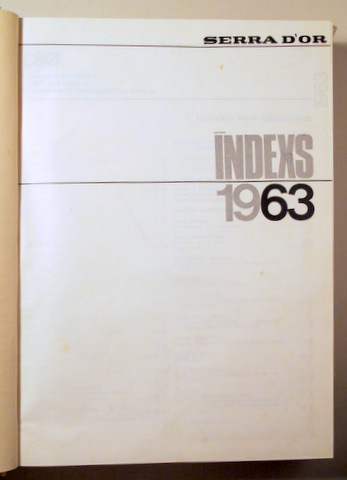 SERRA D'OR
ÍNDEXS
1963